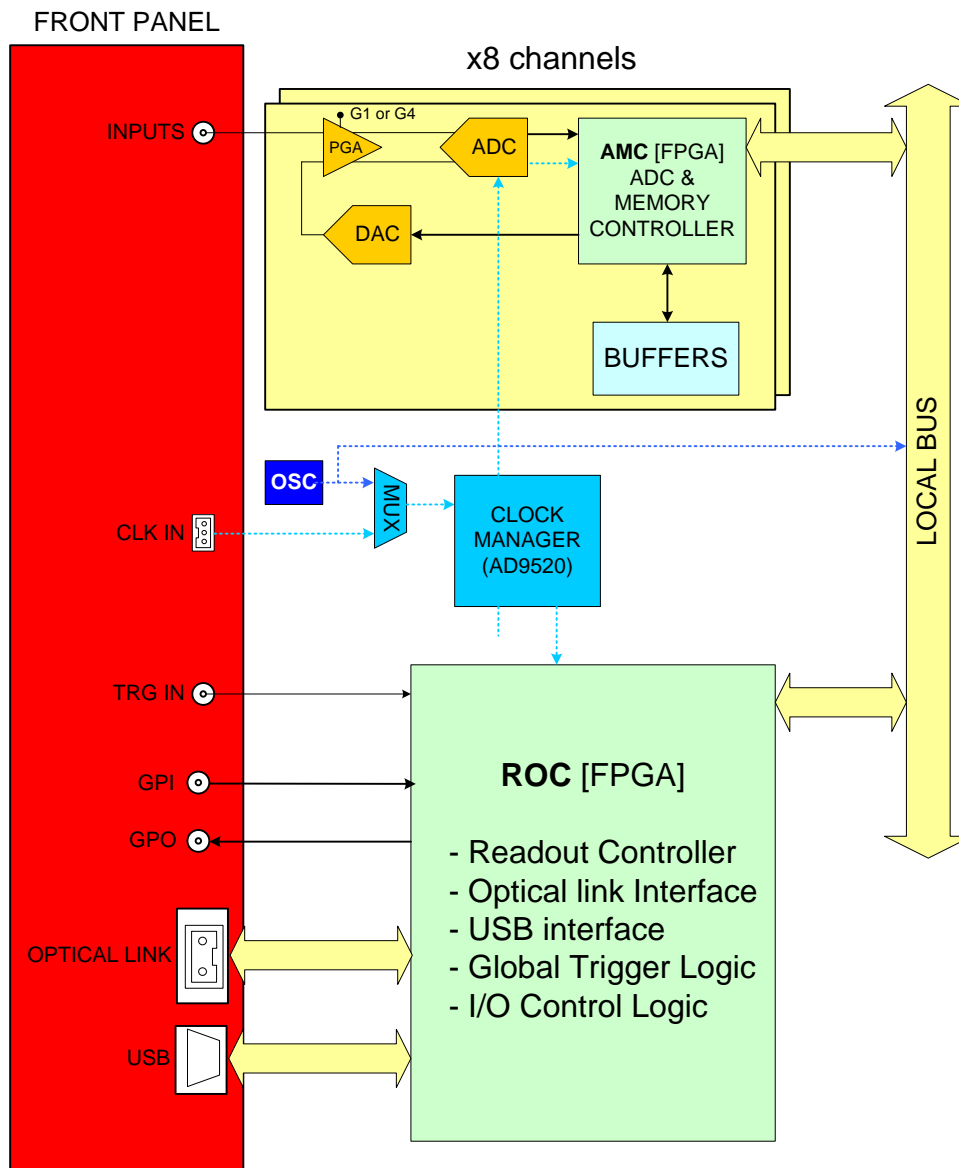 FRONT PANEL
x8 channels
INPUTS
G1 or G4
PGA
ADC
AMC [FPGA]
ADC &
MEMORY
CONTROLLER
DAC
BUFFERS
LOCAL BUS
OSC
MUX
CLK IN
CLOCK
MANAGER
(AD9520)
TRG IN
GPI
GPO
ROC [FPGA]
- Readout Controller
- Optical link Interface
- USB interface
- Global Trigger Logic
- I/O Control Logic
OPTICAL LINK
USB